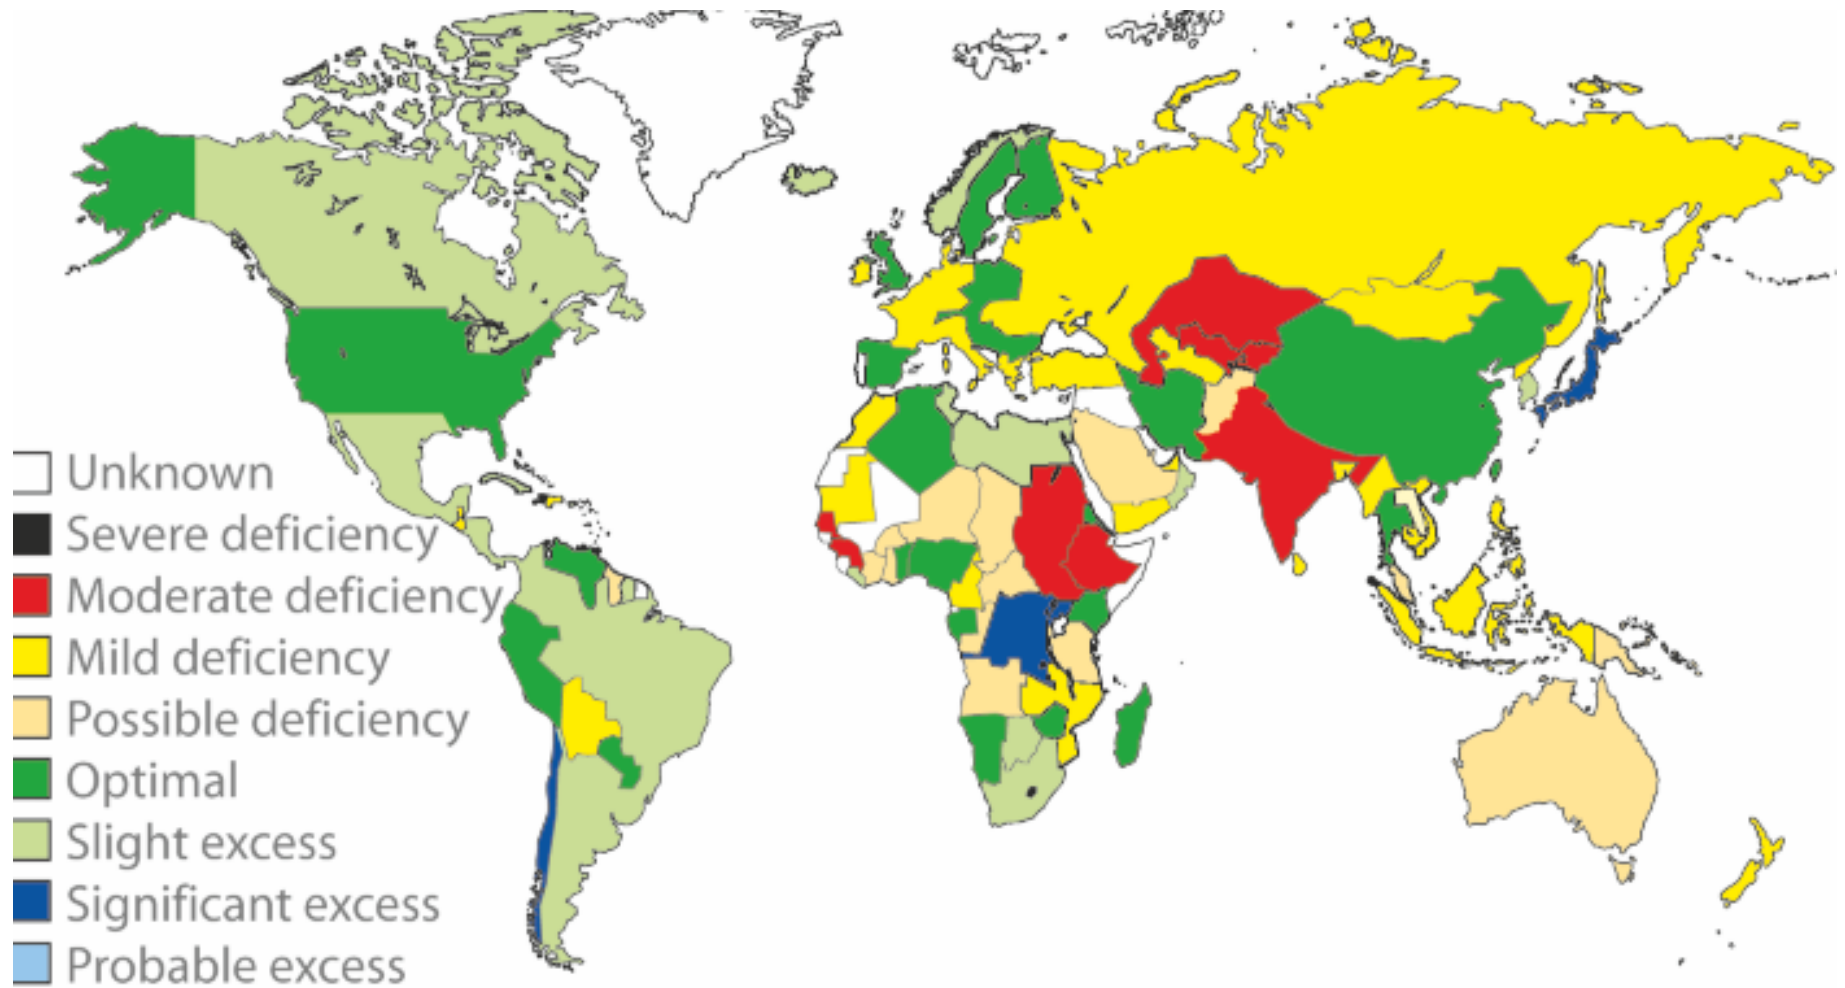 Unknown
Severe deficiency
Moderate deficiency
Mild deficiency
Possible deficiency
Optimal
Slight excess
Significant excess
Probable excess